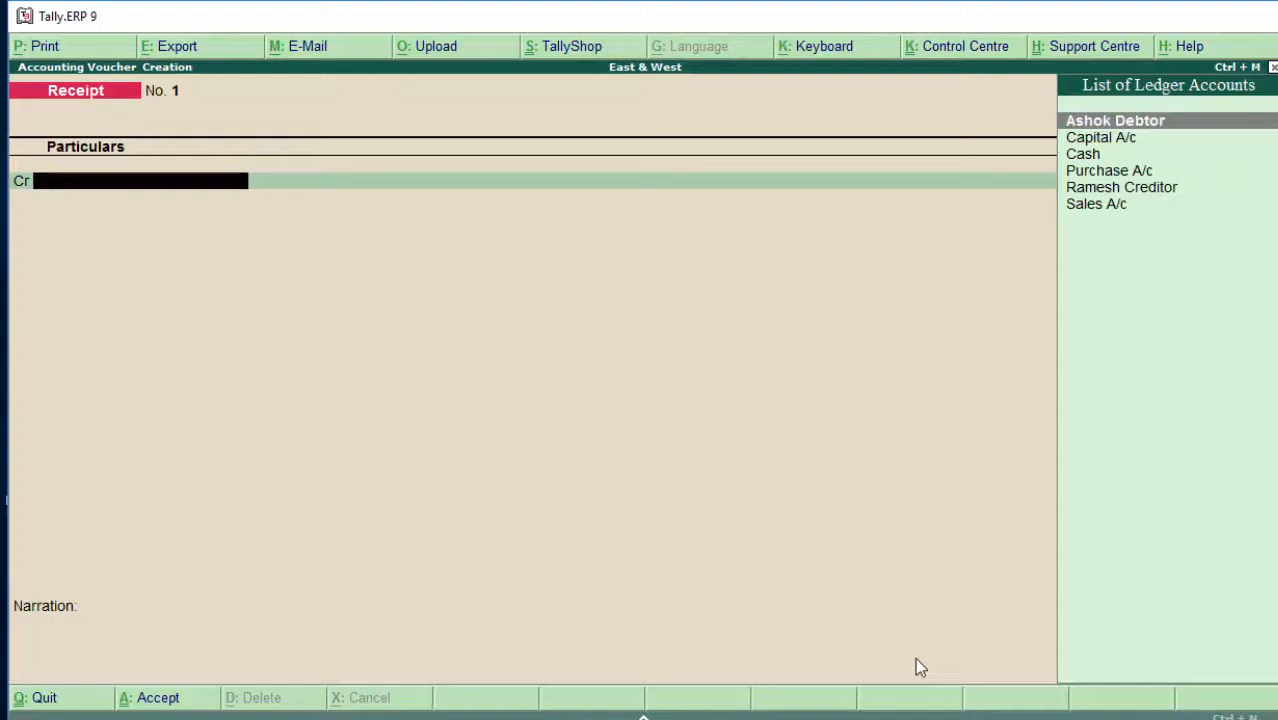 Tally.ERP 9
P: Print E: Export M: E-Mail O: Upload S: TallyShop G: Language K: Keyboard K: Control Centre H: Support Centre H: Help
Accounting Voucher Creation East & West Ctrl + M
Receipt No. 1
List of Ledger Accounts
Particulars
Cr
Ashok Debtor
Capital A/c
Cash
Purchase A/c
Ramesh Creditor
Sales A/c
Narration:
Q: Quit A: Accept D: Delete X: Cancel
Ctrl + N